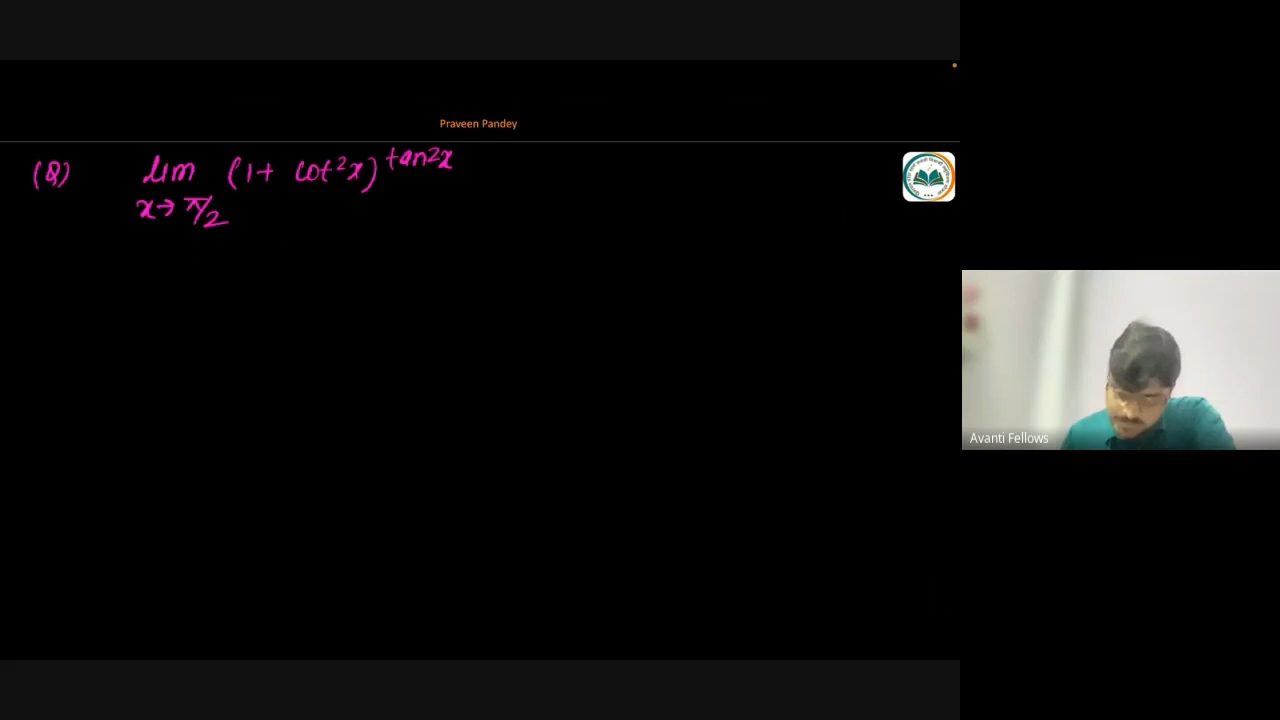 Praveen Pandey
(Q) lim (1+ cot²x)^tan²x
x→ π/2
Avanti Fellows